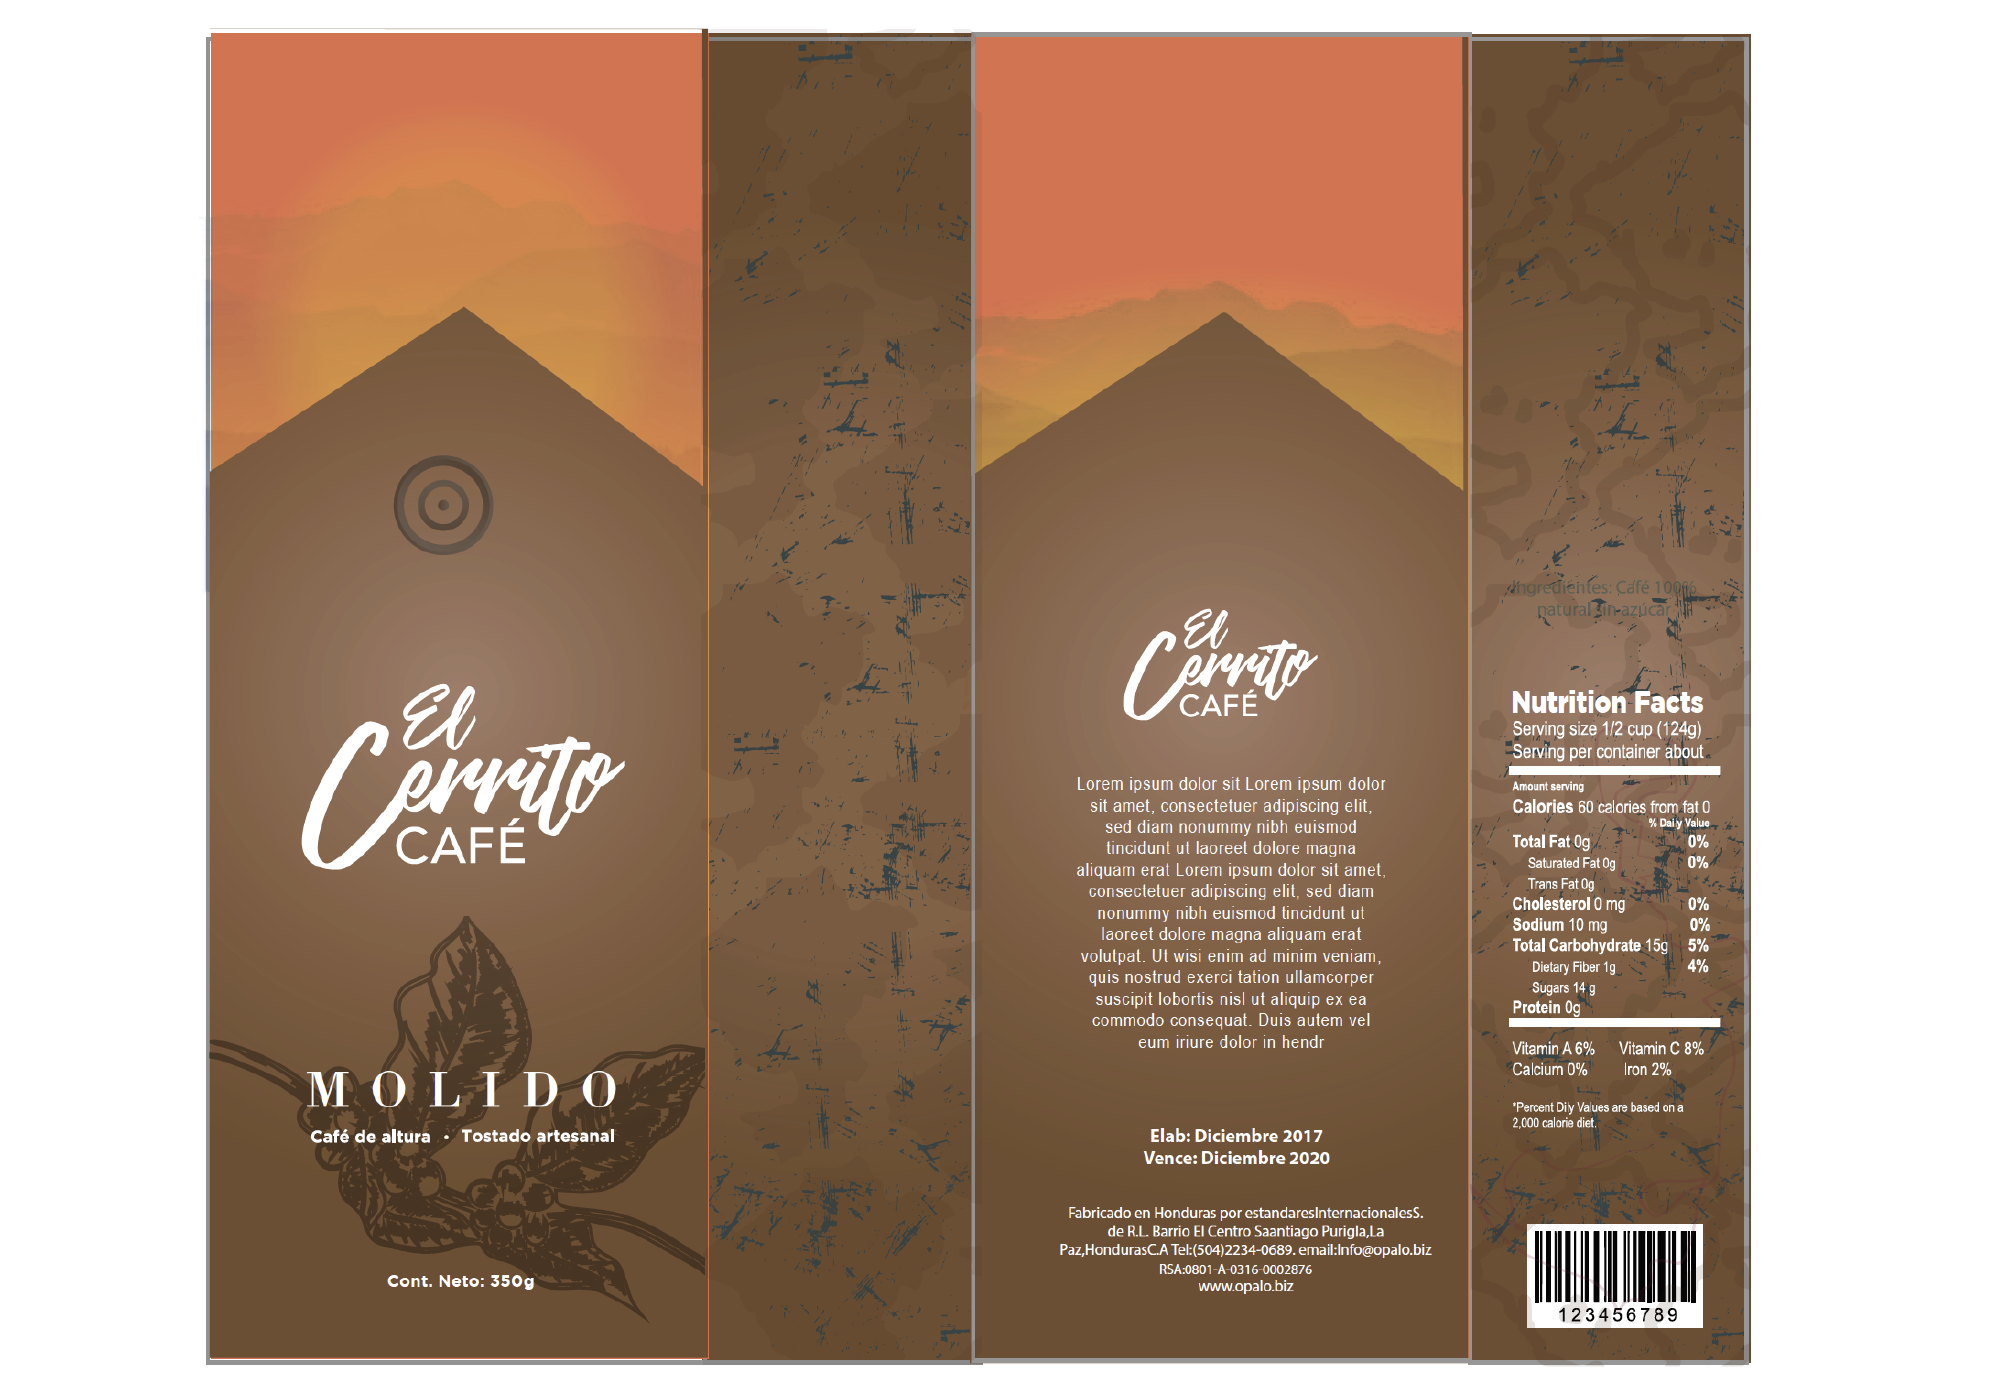 El
Cerrito
CAFÉ
MOLIDO
Café de altura • Tostado artesanal
Cont. Neto: 350g
El
Cerrito
CAFÉ
Lorem ipsum dolor sit Lorem ipsum dolor
sit amet, consectetuer adipiscing elit,
sed diam nonummy nibh euismod
tincidunt ut laoreet dolore magna
aliquam erat Lorem ipsum dolor sit amet,
consectetuer adipiscing elit, sed diam
nonummy nibh euismod tincidunt ut
laoreet dolore magna aliquam erat
volutpat. Ut wisi enim ad minim veniam,
quis nostrud exerci tation ullamcorper
suscipit lobortis nisl ut aliquip ex ea
commodo consequat. Duis autem vel
eum iriure dolor in hendr
Elab: Diciembre 2017
Vence: Diciembre 2020
Fabricado en Honduras por estandaresInternacionalesS.
de R.L. Barrio El Centro Saantiago Purigla,La
Paz,HondurasC.A Tel:(504)2234-0689. email:Info@opalo.biz
RSA:0801-A-0316-0002876
www.opalo.biz
Ingredientes: Café 100%
natural sin azúcar
Nutrition Facts
Serving size 1/2 cup (124g)
Serving per container about
Amount serving
Calories 60 calories from fat 0
% Daily Value
Total Fat 0g 0%
Saturated Fat 0g 0%
Trans Fat 0g
Cholesterol 0 mg 0%
Sodium 10 mg 0%
Total Carbohydrate 15g 5%
Dietary Fiber 1g 4%
Sugars 14 g
Protein 0g
Vitamin A 6% Vitamin C 8%
Calcium 0% Iron 2%
*Percent Dily Values are based on a
2,000 calorie diet.
123456789